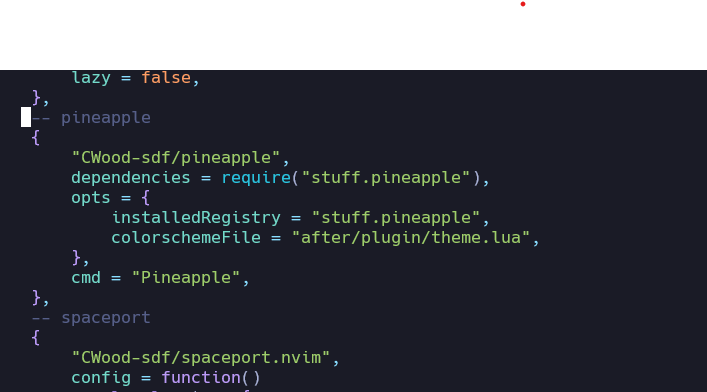 lazy = false,
},
-- pineapple
{
"CWood-sdf/pineapple",
dependencies = require("stuff.pineapple"),
opts = {
installedRegistry = "stuff.pineapple",
colorschemeFile = "after/plugin/theme.lua",
},
cmd = "Pineapple",
},
-- spaceport
{
"CWood-sdf/spaceport.nvim",
config = function()